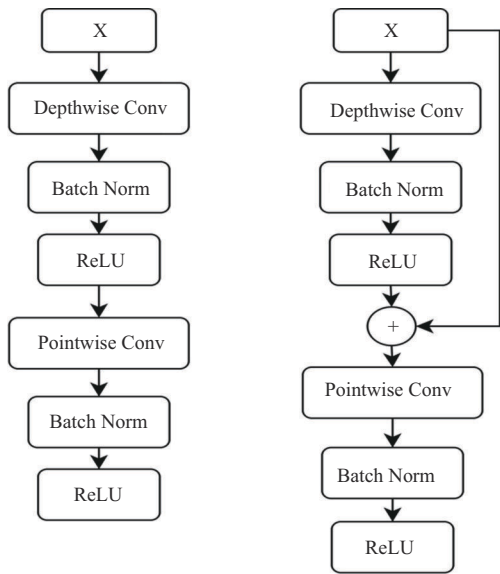 X
Depthwise Conv
Batch Norm
ReLU
Pointwise Conv
Batch Norm
ReLU
X
Depthwise Conv
Batch Norm
ReLU
+
Pointwise Conv
Batch Norm
ReLU